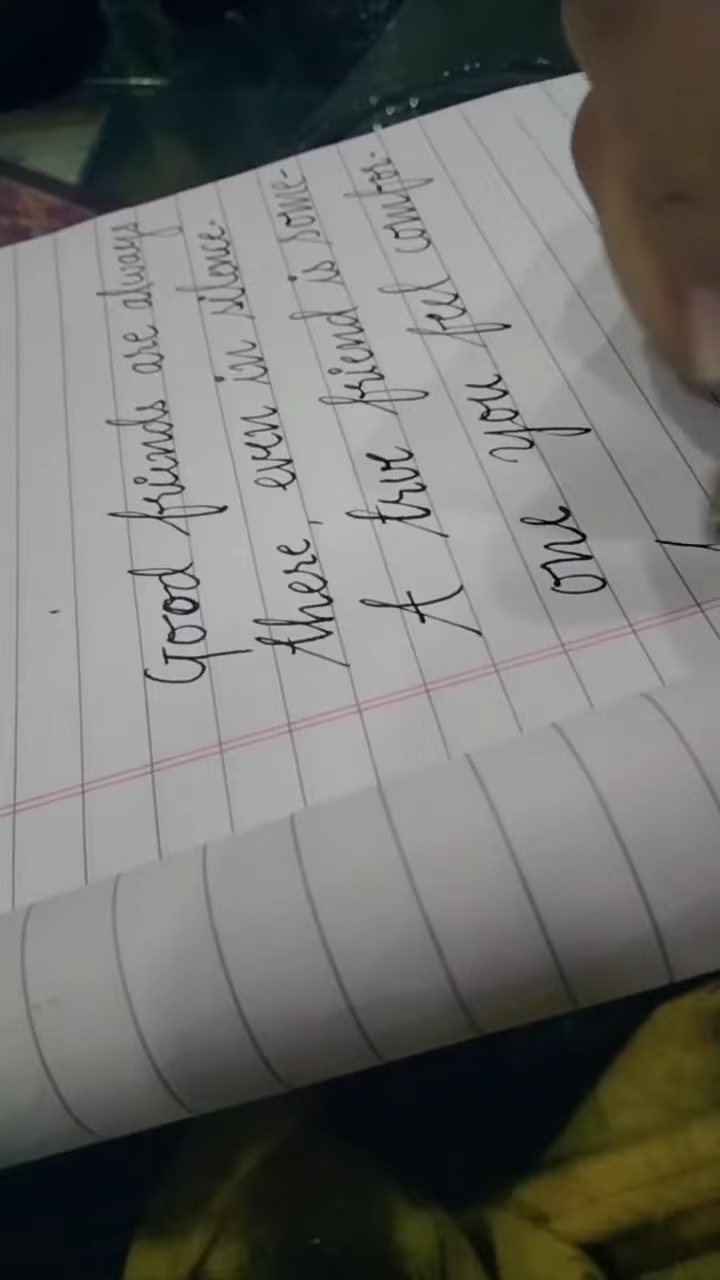 Good friends are always
there, even in silence.
A true friend is some-
one you feel comfor-